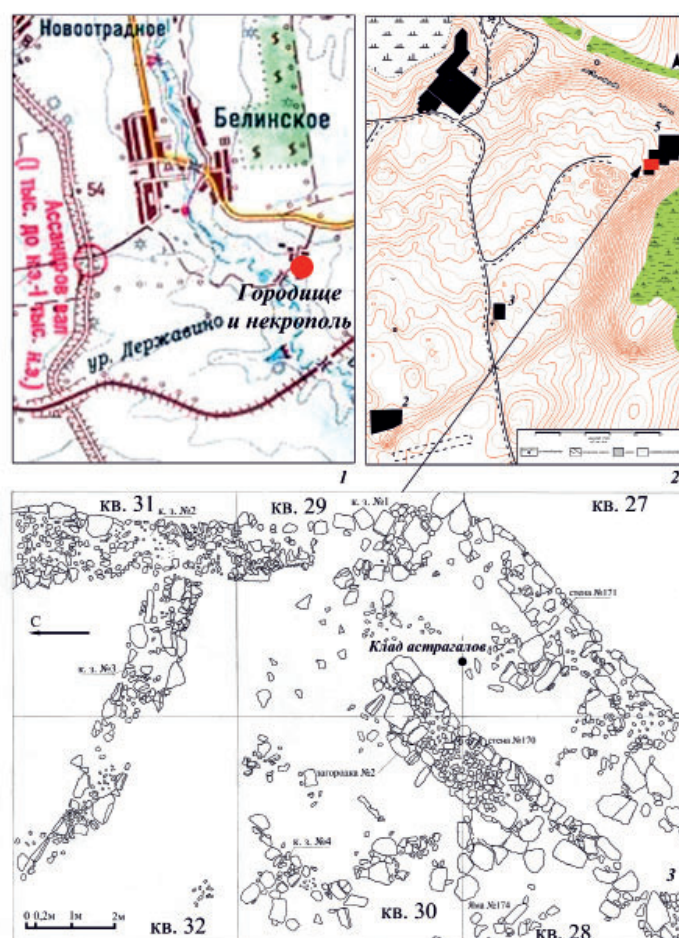 Новоотрадное
Белинское
54
Ассандров вал
(I тыс. до н.э.-I тыс. н.э)
Городище
и некрополь
ур. Державино
1
4
5
3
2
2
кв. 31
к. з. №2
кв. 29
к. з. №1
кв. 27
С
стена №171
Клад астрагалов
к. з. №3
стена №170
загородка №2
к. з. №4
3
Яма №174
0 0,2м 1м 2м
кв. 32
кв. 30
кв. 28